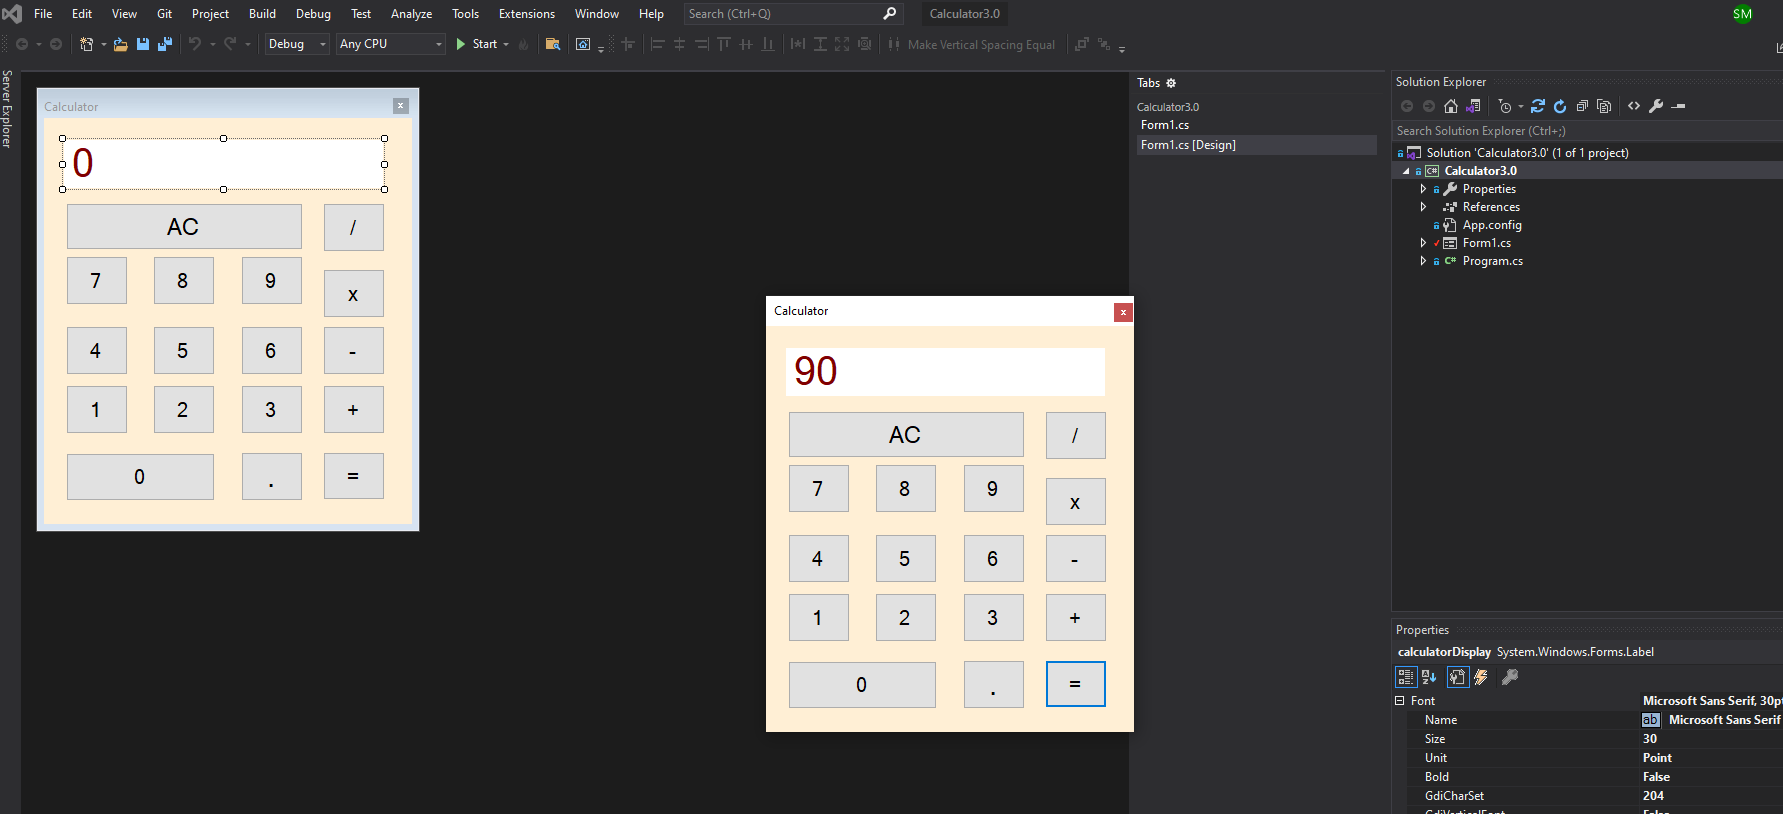 File Edit View Git Project Build Debug Test Analyze Tools Extensions Window Help Search (Ctrl+Q) Calculator3.0 SM
Debug Any CPU Start Make Vertical Spacing Equal
Server Explorer
Calculator
0
AC /
7 8 9 x
4 5 6 -
1 2 3 +
0 . =
Calculator x
90
AC /
7 8 9 x
4 5 6 -
1 2 3 +
0 . =
Tabs
Calculator3.0
Form1.cs
Form1.cs [Design]
Solution Explorer
Search Solution Explorer (Ctrl+;)
Solution 'Calculator3.0' (1 of 1 project)
C# Calculator3.0
Properties
References
App.config
Form1.cs
C# Program.cs
Properties
calculatorDisplay System.Windows.Forms.Label
Font Microsoft Sans Serif, 30pt
Name ab Microsoft Sans Serif
Size 30
Unit Point
Bold False
GdiCharSet 204